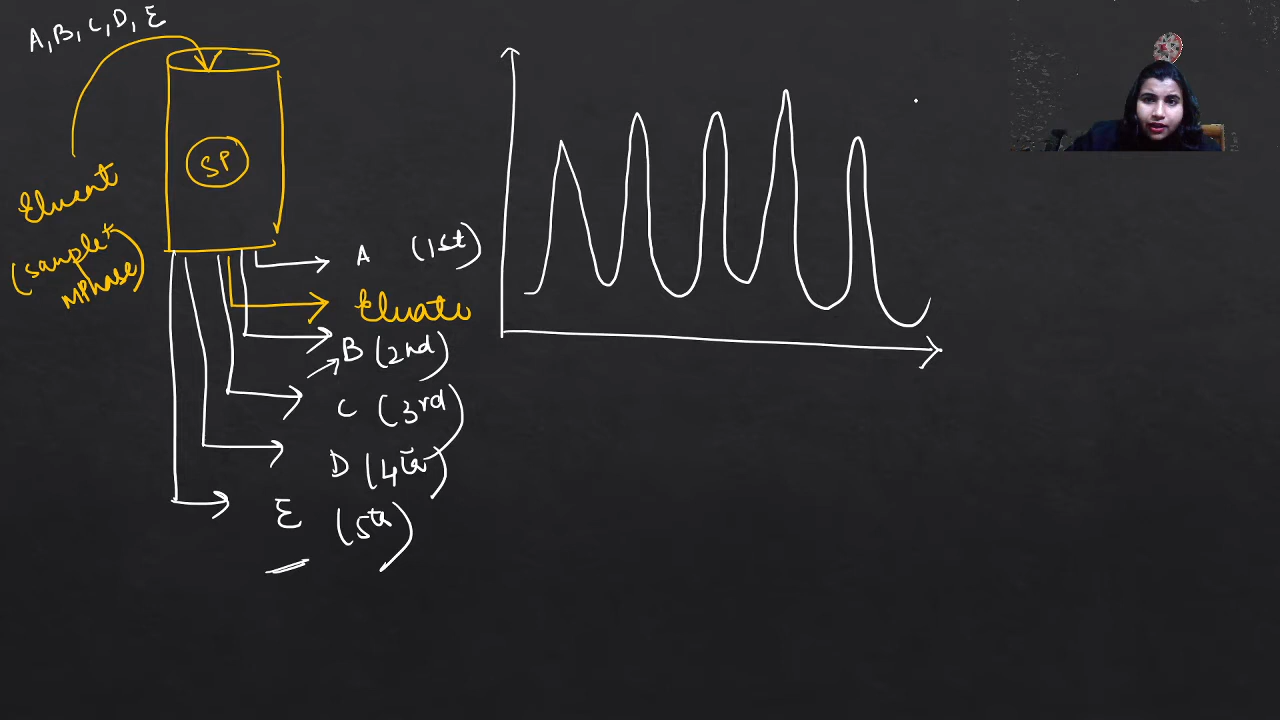 A, B, C, D, E
SP
Eluent
(sample +
MPhase)
A (1st)
Eluate
B (2nd)
C (3rd)
D (4th)
E (5th)